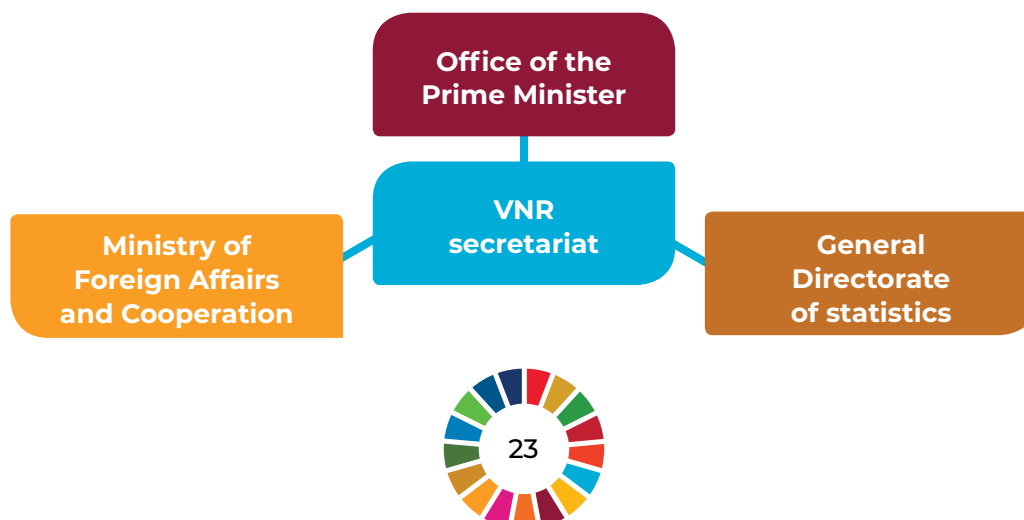 Office of the
Prime Minister
VNR
secretariat
Ministry of
Foreign Affairs
and Cooperation
General
Directorate
of statistics
23